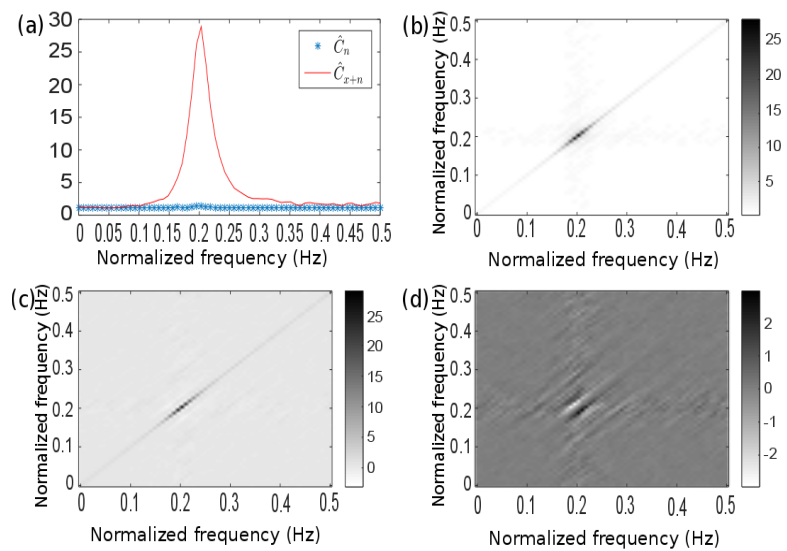 (a)
30
25
20
15
10
5
0
Ĉn
Ĉx+n
0 0.05 0.1 0.15 0.2 0.25 0.3 0.35 0.4 0.45 0.5
Normalized frequency (Hz)
(b)
Normalized frequency (Hz)
0.5
0.4
0.3
0.2
0.1
0
0 0.1 0.2 0.3 0.4 0.5
Normalized frequency (Hz)
25
20
15
10
5
(c)
Normalized frequency (Hz)
0.5
0.4
0.3
0.2
0.1
0
0 0.1 0.2 0.3 0.4 0.5
Normalized frequency (Hz)
25
20
15
10
5
0
(d)
Normalized frequency (Hz)
0.5
0.4
0.3
0.2
0.1
0
0 0.1 0.2 0.3 0.4 0.5
Normalized frequency (Hz)
2
1
0
-1
-2